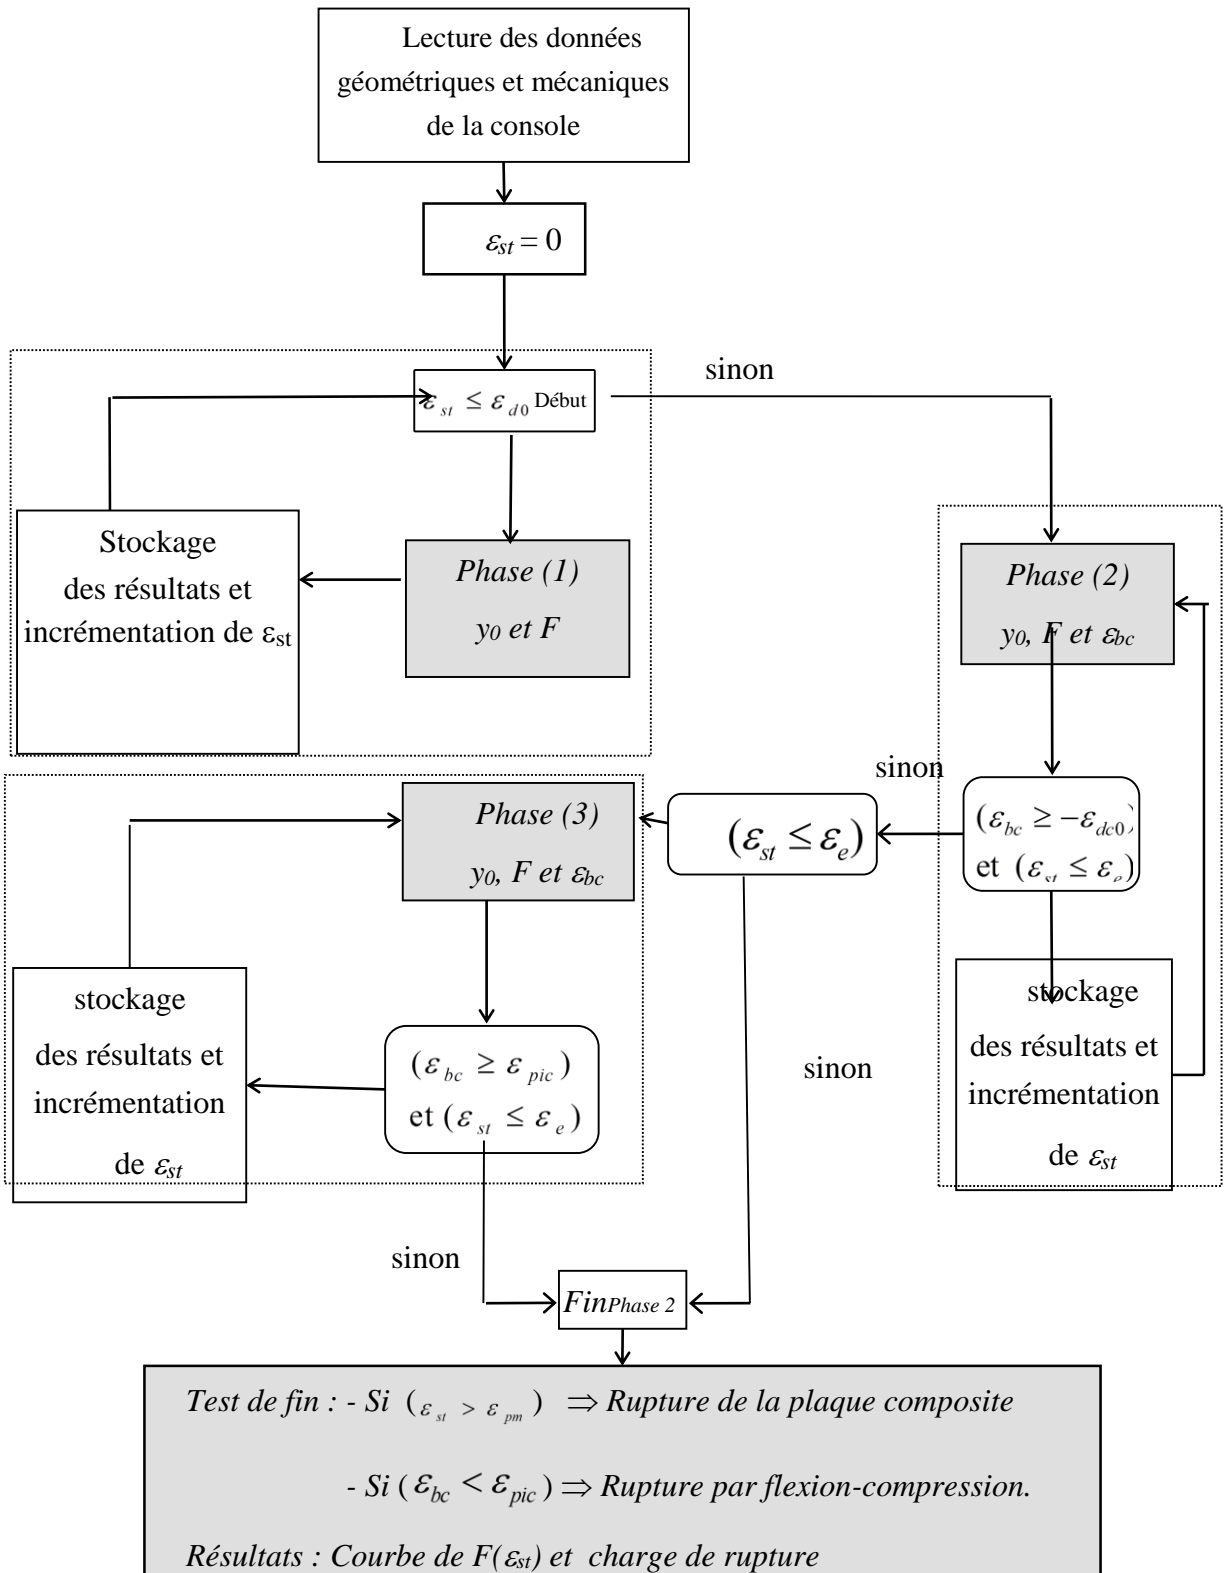 Lecture des données
géométriques et mécaniques
de la console
εst = 0
εst ≤ εd0 Début
sinon
Stockage
des résultats et
incrémentation de εst
Phase (1)
y0 et F
Phase (2)
y0, F et εbc
sinon
(εbc ≥ −εdc0)
et (εst ≤ εe)
(εst ≤ εe)
Phase (3)
y0, F et εbc
stockage
des résultats et
incrémentation
de εst
(εbc ≥ εpic)
et (εst ≤ εe)
sinon
stockage
des résultats et
incrémentation
de εst
sinon
FinPhase 2
Test de fin : - Si (εst > εpm) ⇒ Rupture de la plaque composite
- Si (εbc < εpic) ⇒ Rupture par flexion-compression.
Résultats : Courbe de F(εst) et charge de rupture